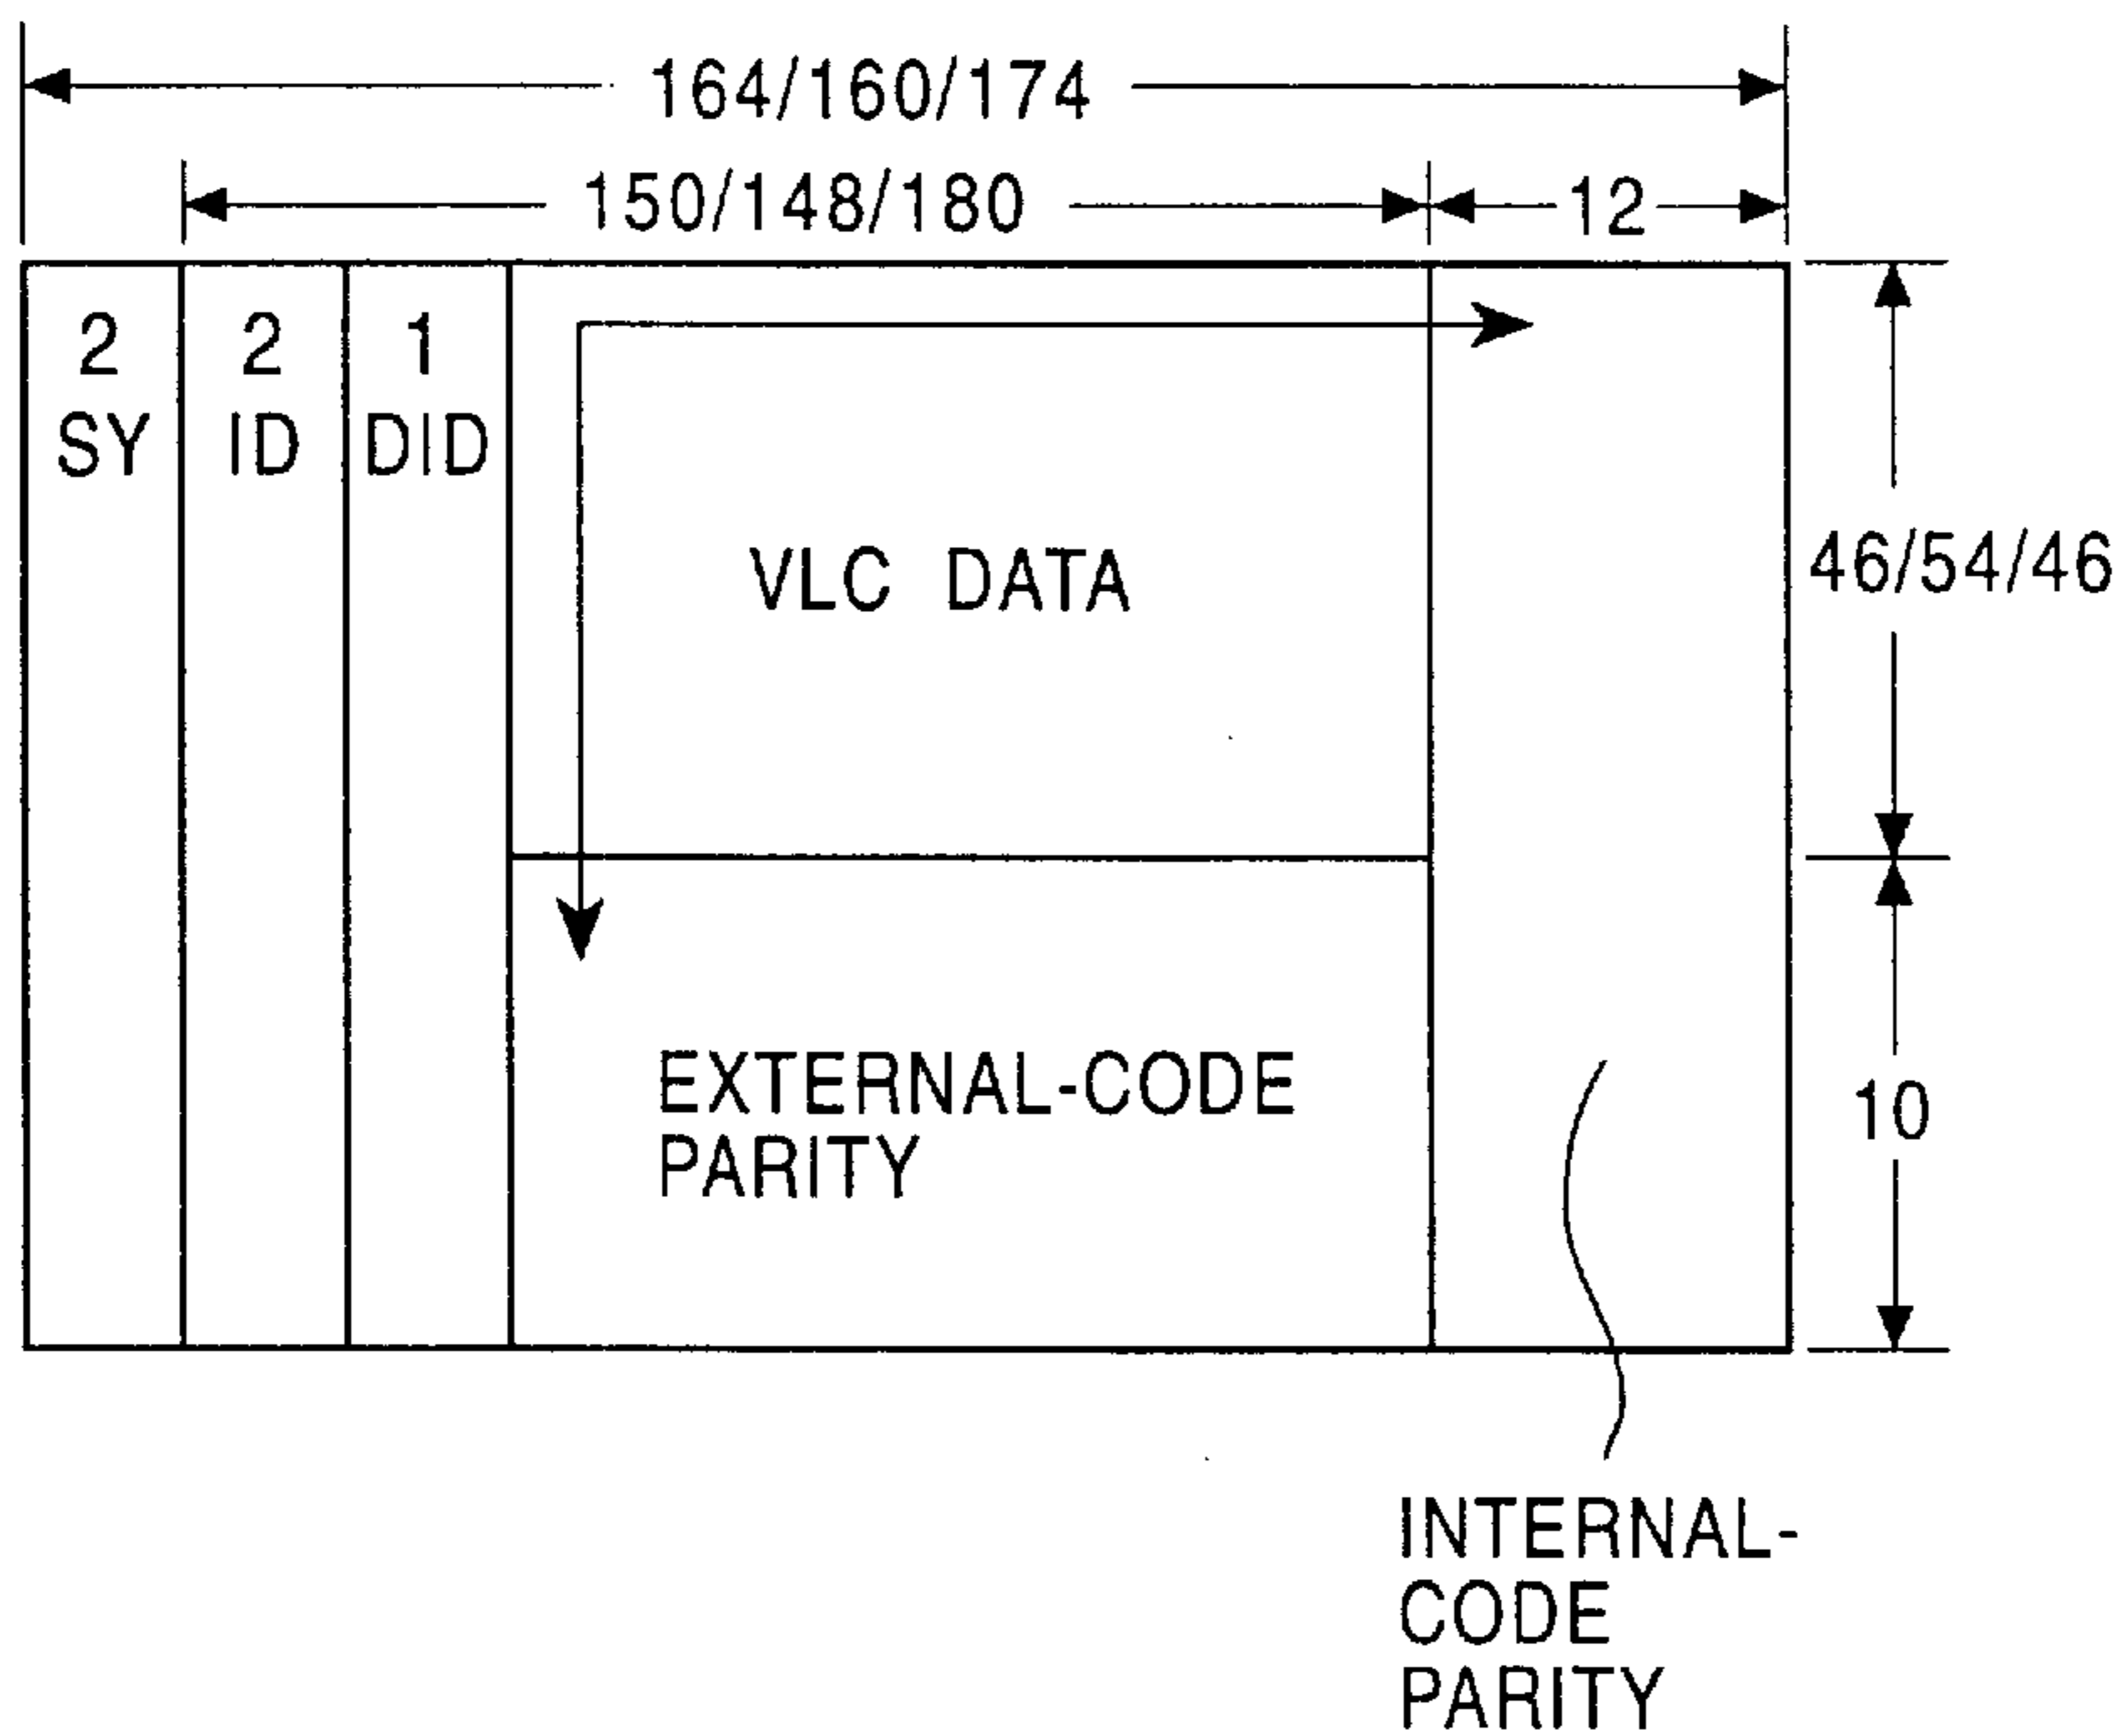 164/160/174
150/148/180
12
2 2 1
SY ID DID
VLC DATA
46/54/46
EXTERNAL-CODE
PARITY
10
INTERNAL-
CODE
PARITY